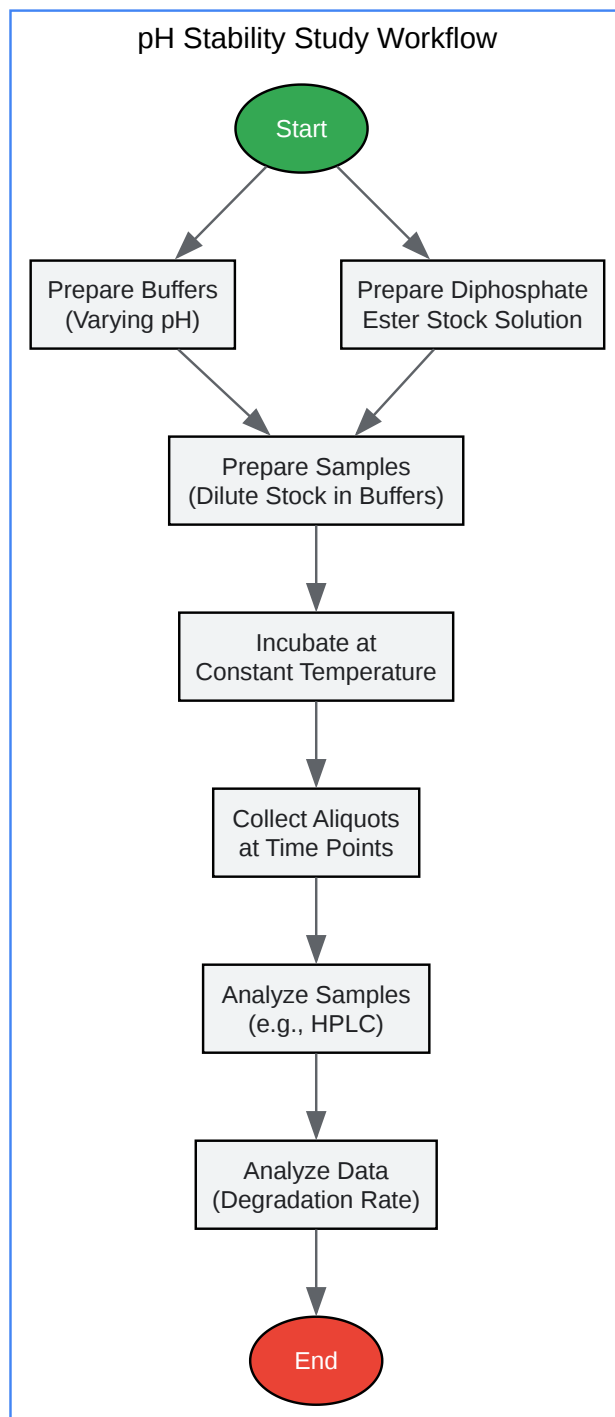 pH Stability Study Workflow
Start
Prepare Buffers
(Varying pH)
Prepare Diphosphate
Ester Stock Solution
Prepare Samples
(Dilute Stock in Buffers)
Incubate at
Constant Temperature
Collect Aliquots
at Time Points
Analyze Samples
(e.g., HPLC)
Analyze Data
(Degradation Rate)
End